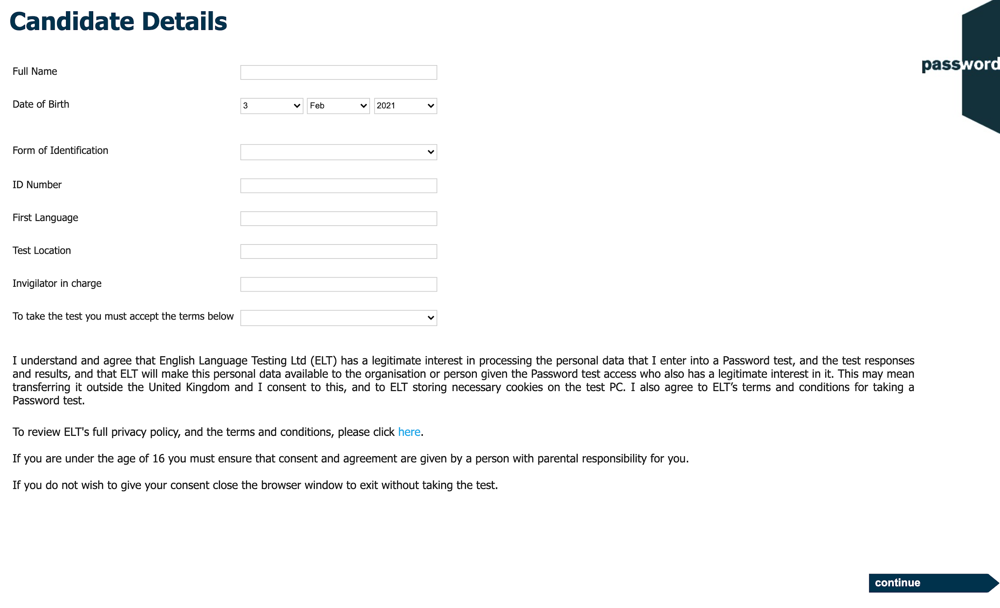 Candidate Details
password
Full Name
Date of Birth 3 Feb 2021
Form of Identification
ID Number
First Language
Test Location
Invigilator in charge
To take the test you must accept the terms below
I understand and agree that English Language Testing Ltd (ELT) has a legitimate interest in processing the personal data that I enter into a Password test, and the test responses
and results, and that ELT will make this personal data available to the organisation or person given the Password test access who also has a legitimate interest in it. This may mean
transferring it outside the United Kingdom and I consent to this, and to ELT storing necessary cookies on the test PC. I also agree to ELT’s terms and conditions for taking a
Password test.
To review ELT's full privacy policy, and the terms and conditions, please click here.
If you are under the age of 16 you must ensure that consent and agreement are given by a person with parental responsibility for you.
If you do not wish to give your consent close the browser window to exit without taking the test.
continue